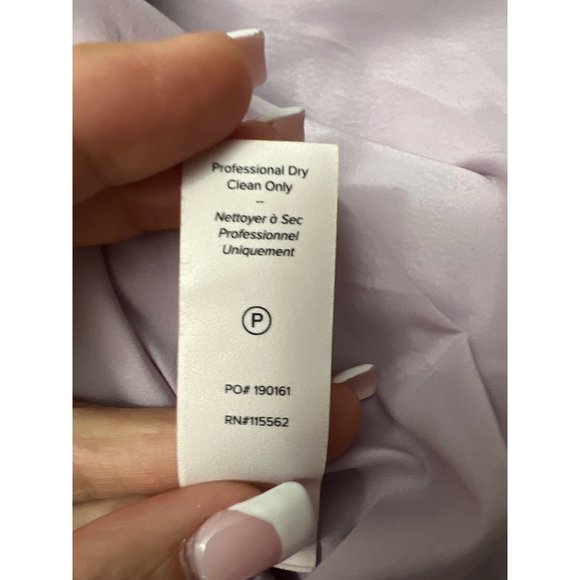 Professional Dry
Clean Only
–
Nettoyer à Sec
Professionnel
Uniquement
P
PO# 190161
RN#115562